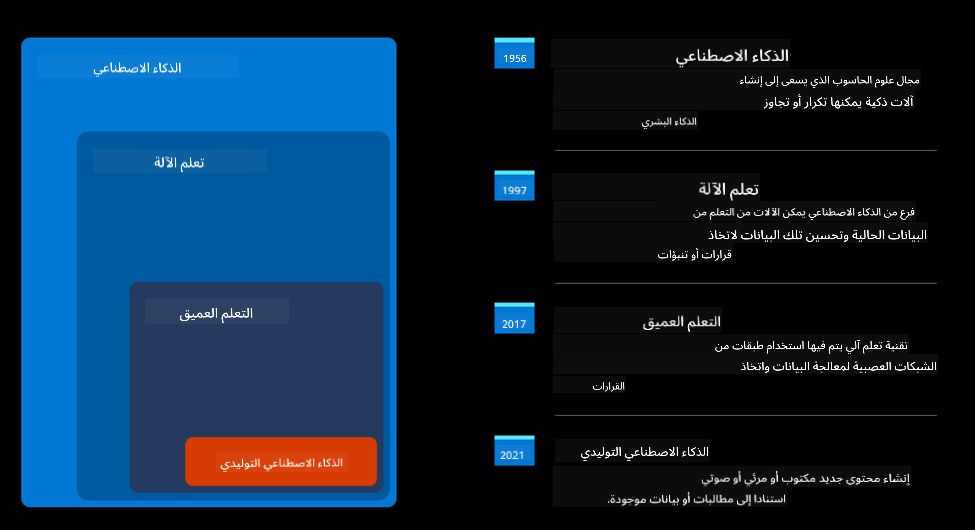 الذكاء الاصطناعي
تعلم الآلة
التعلم العميق
الذكاء الاصطناعي التوليدي
1956
الذكاء الاصطناعي
مجال علوم الحاسوب الذي يسعى إلى إنشاء
آلات ذكية يمكنها تكرار أو تجاوز
الذكاء البشري
1997
تعلم الآلة
فرع من الذكاء الاصطناعي يمكن الآلات من التعلم من
البيانات الحالية وتحسين تلك البيانات لاتخاذ
قرارات أو تنبؤات
2017
التعلم العميق
تقنية تعلم آلي يتم فيها استخدام طبقات من
الشبكات العصبية لمعالجة البيانات واتخاذ
القرارات
2021
الذكاء الاصطناعي التوليدي
إنشاء محتوى جديد مكتوب أو مرئي أو صوتي
استنادا إلى مطالبات أو بيانات موجودة.